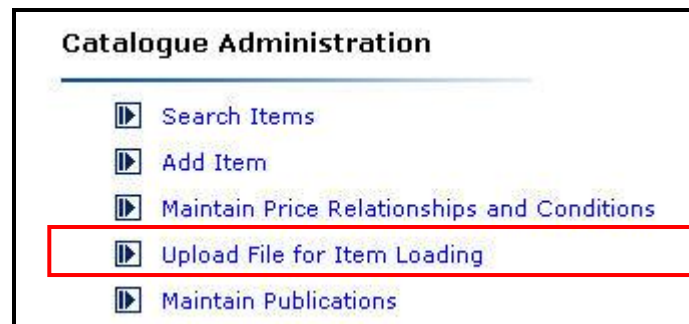 Catalogue Administration
Search Items
Add Item
Maintain Price Relationships and Conditions
Upload File for Item Loading
Maintain Publications